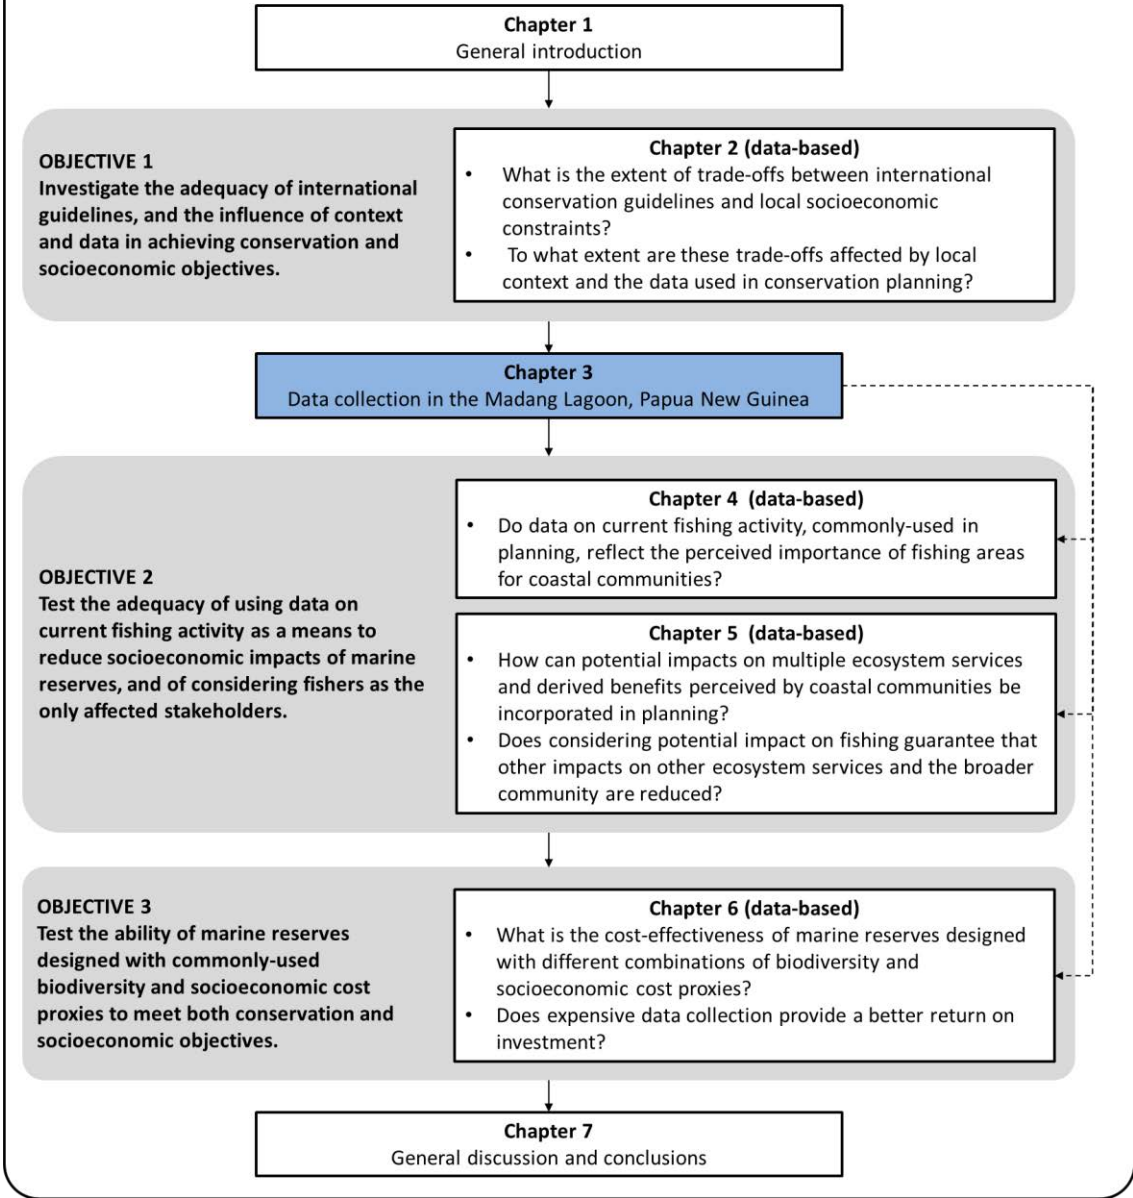 Chapter 1
General introduction
OBJECTIVE 1
Investigate the adequacy of international
guidelines, and the influence of context
and data in achieving conservation and
socioeconomic objectives.
Chapter 2 (data-based)
• What is the extent of trade-offs between international
conservation guidelines and local socioeconomic
constraints?
• To what extent are these trade-offs affected by local
context and the data used in conservation planning?
Chapter 3
Data collection in the Madang Lagoon, Papua New Guinea
OBJECTIVE 2
Test the adequacy of using data on
current fishing activity as a means to
reduce socioeconomic impacts of marine
reserves, and of considering fishers as the
only affected stakeholders.
Chapter 4 (data-based)
• Do data on current fishing activity, commonly-used in
planning, reflect the perceived importance of fishing areas
for coastal communities?
Chapter 5 (data-based)
• How can potential impacts on multiple ecosystem services
and derived benefits perceived by coastal communities be
incorporated in planning?
• Does considering potential impact on fishing guarantee that
other impacts on other ecosystem services and the broader
community are reduced?
OBJECTIVE 3
Test the ability of marine reserves
designed with commonly-used
biodiversity and socioeconomic cost
proxies to meet both conservation and
socioeconomic objectives.
Chapter 6 (data-based)
• What is the cost-effectiveness of marine reserves designed
with different combinations of biodiversity and
socioeconomic cost proxies?
• Does expensive data collection provide a better return on
investment?
Chapter 7
General discussion and conclusions